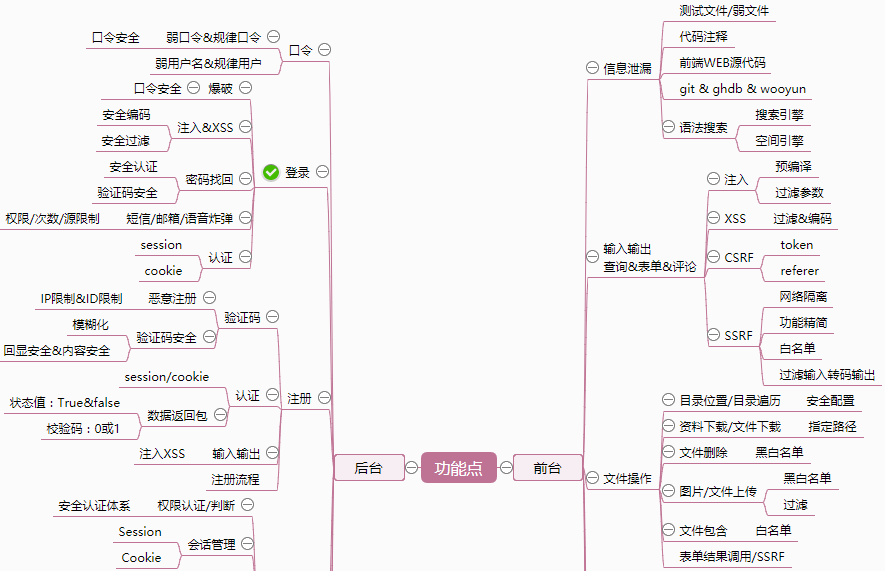 功能点
后台
口令
弱口令&规律口令
口令安全
弱用户名&规律用户
登录
爆破
口令安全
注入&XSS
安全编码
安全过滤
密码找回
安全认证
验证码安全
短信/邮箱/语音炸弹
权限/次数/源限制
认证
session
cookie
注册
验证码
恶意注册
IP限制&ID限制
验证码安全
模糊化
回显安全&内容安全
认证
session/cookie
数据返回包
状态值：True&false
校验码：0或1
输入输出
注入XSS
注册流程
权限认证/判断
安全认证体系
会话管理
Session
Cookie
前台
信息泄漏
测试文件/弱文件
代码注释
前端WEB源代码
git & ghdb & wooyun
语法搜索
搜索引擎
空间引擎
输入输出
查询&表单&评论
注入
预编译
过滤参数
XSS
过滤&编码
CSRF
token
referer
SSRF
网络隔离
功能精简
白名单
过滤输入转码输出
文件操作
目录位置/目录遍历
安全配置
资料下载/文件下载
指定路径
文件删除
黑白名单
图片/文件上传
黑白名单
过滤
文件包含
白名单
表单结果调用/SSRF